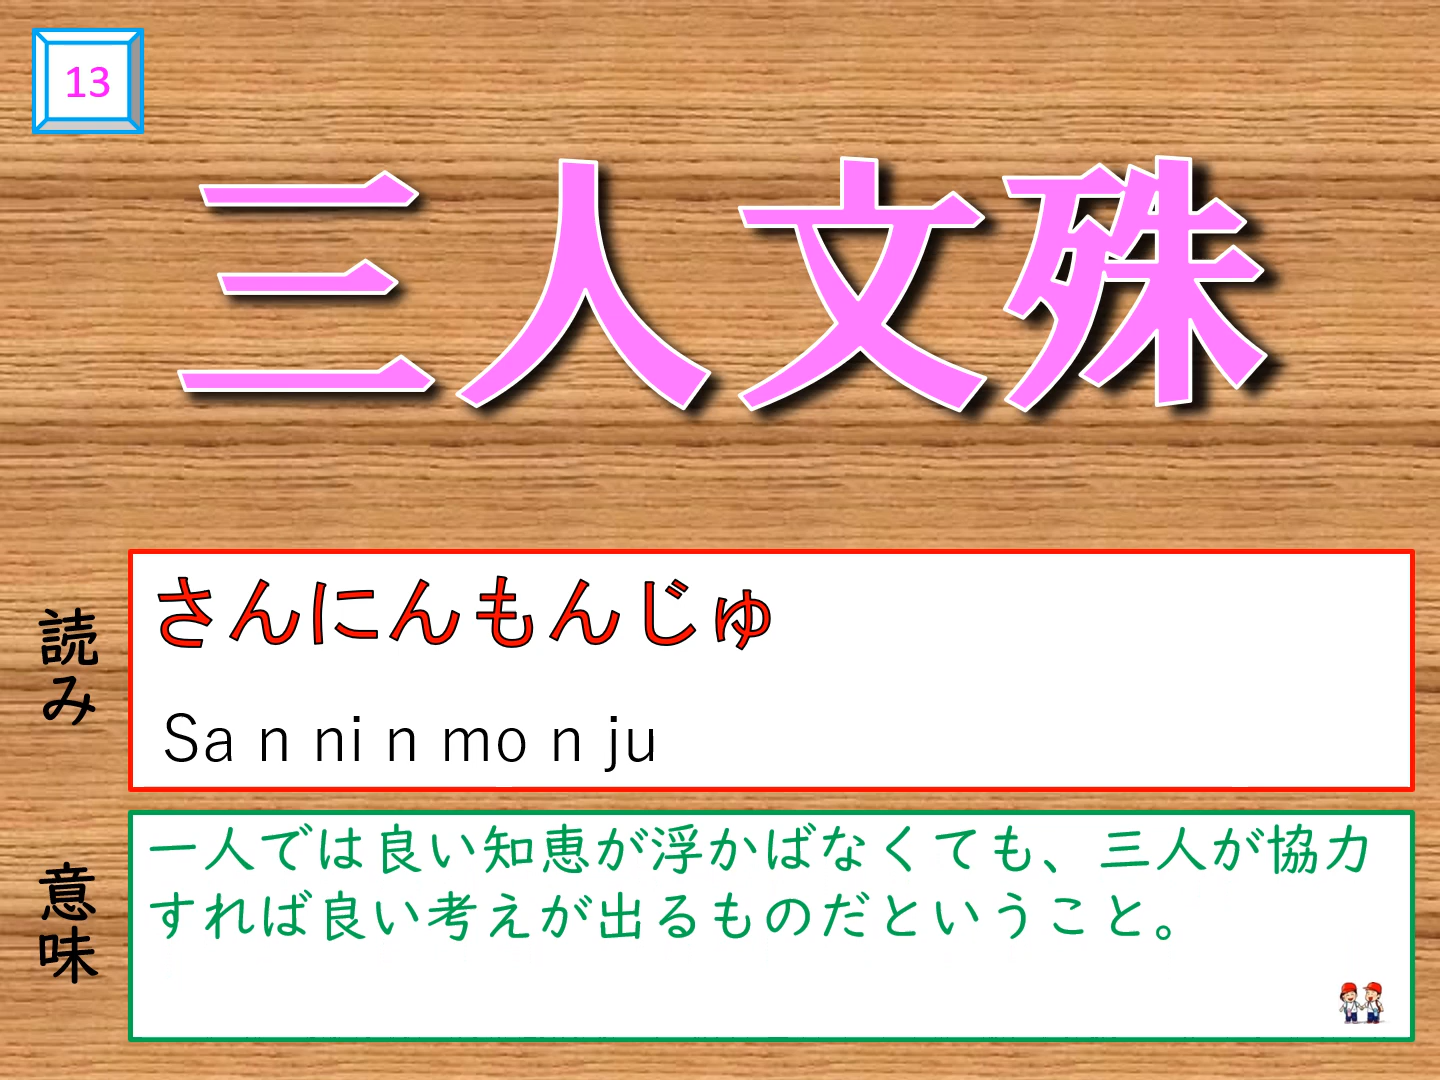 13
三人文殊
読み
さんにんもんじゅ
Sa n ni n mo n ju
意味
一人では良い知恵が浮かばなくても、三人が協力
すれば良い考えが出るものだということ。